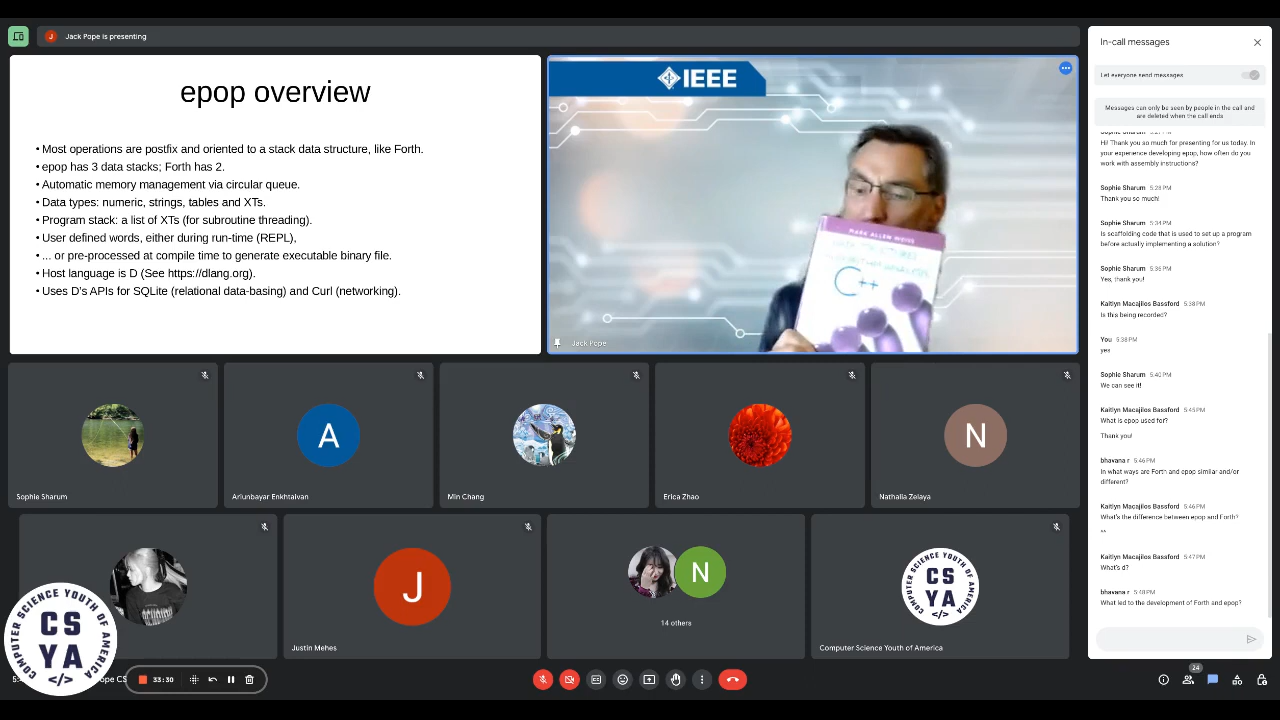 Jack Pope is presenting
J
epop overview
• Most operations are postfix and oriented to a stack data structure, like Forth.
• epop has 3 data stacks; Forth has 2.
• Automatic memory management via circular queue.
• Data types: numeric, strings, tables and XTs.
• Program stack: a list of XTs (for subroutine threading).
• User defined words, either during run-time (REPL),
• ... or pre-processed at compile time to generate executable binary file.
• Host language is D (See https://dlang.org).
• Uses D's APIs for SQLite (relational data-basing) and Curl (networking).
IEEE
MARK ALLEN WEISS
C++
Jack Pope
Sophie Sharum
A
Ariunbayar Enkhtaivan
Min Chang
Erica Zhao
N
Nathalia Zelaya
J
Justin Mehes
N
14 others
COMPUTER SCIENCE YOUTH OF AMERICA
CS
YA
</>
Computer Science Youth of America
COMPUTER SCIENCE YOUTH OF AMERICA
CS
YA
</>
33:30
In-call messages
Let everyone send messages
Messages can only be seen by people in the call and
are deleted when the call ends
Hi! Thank you so much for presenting for us today. In
your experience developing epop, how often do you
work with assembly instructions?
Sophie Sharum 5:28 PM
Thank you so much!
Sophie Sharum 5:34 PM
Is scaffolding code that is used to set up a program
before actually implementing a solution?
Sophie Sharum 5:36 PM
Yes, thank you!
Kaitlyn Macajilos Bassford 5:38 PM
Is this being recorded?
You 5:38 PM
yes
Sophie Sharum 5:40 PM
We can see it!
Kaitlyn Macajilos Bassford 5:45 PM
What is epop used for?
Thank you!
bhavana r 5:46 PM
In what ways are Forth and epop similar and/or
different?
Kaitlyn Macajilos Bassford 5:46 PM
What's the difference between epop and Forth?
^^
Kaitlyn Macajilos Bassford 5:47 PM
What's d?
bhavana r 5:48 PM
What led to the development of Forth and epop?
24